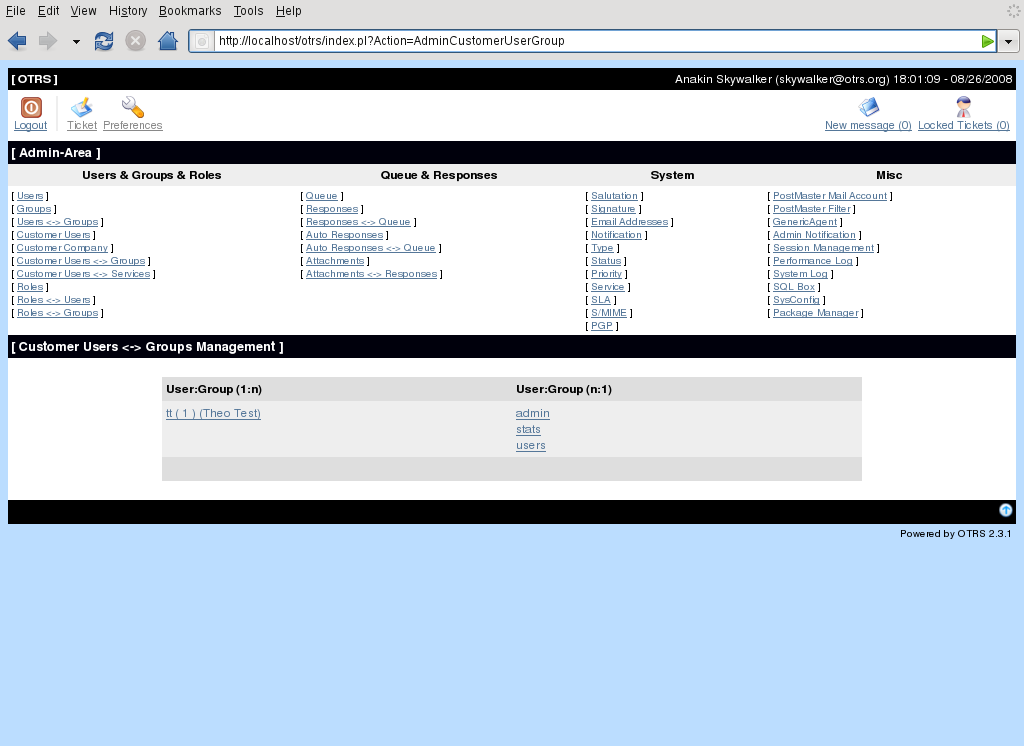 File Edit View History Bookmarks Tools Help
http://localhost/otrs/index.pl?Action=AdminCustomerUserGroup
[ OTRS ] Anakin Skywalker (skywalker@otrs.org) 18:01:09 - 08/26/2008
Logout Ticket Preferences New message (0) Locked Tickets (0)
[ Admin-Area ]
Users & Groups & Roles Queue & Responses System Misc
[ Users ] [ Queue ] [ Salutation ] [ PostMaster Mail Account ]
[ Groups ] [ Responses ] [ Signature ] [ PostMaster Filter ]
[ Users <-> Groups ] [ Responses <-> Queue ] [ Email Addresses ] [ GenericAgent ]
[ Customer Users ] [ Auto Responses ] [ Notification ] [ Admin Notification ]
[ Customer Company ] [ Auto Responses <-> Queue ] [ Type ] [ Session Management ]
[ Customer Users <-> Groups ] [ Attachments ] [ Status ] [ Performance Log ]
[ Customer Users <-> Services ] [ Attachments <-> Responses ] [ Priority ] [ System Log ]
[ Roles ] [ Service ] [ SQL Box ]
[ Roles <-> Users ] [ SLA ] [ SysConfig ]
[ Roles <-> Groups ] [ S/MIME ] [ Package Manager ]
[ PGP ]
[ Customer Users <-> Groups Management ]
User:Group (1:n) User:Group (n:1)
tt ( 1 ) (Theo Test) admin
stats
users
Powered by OTRS 2.3.1